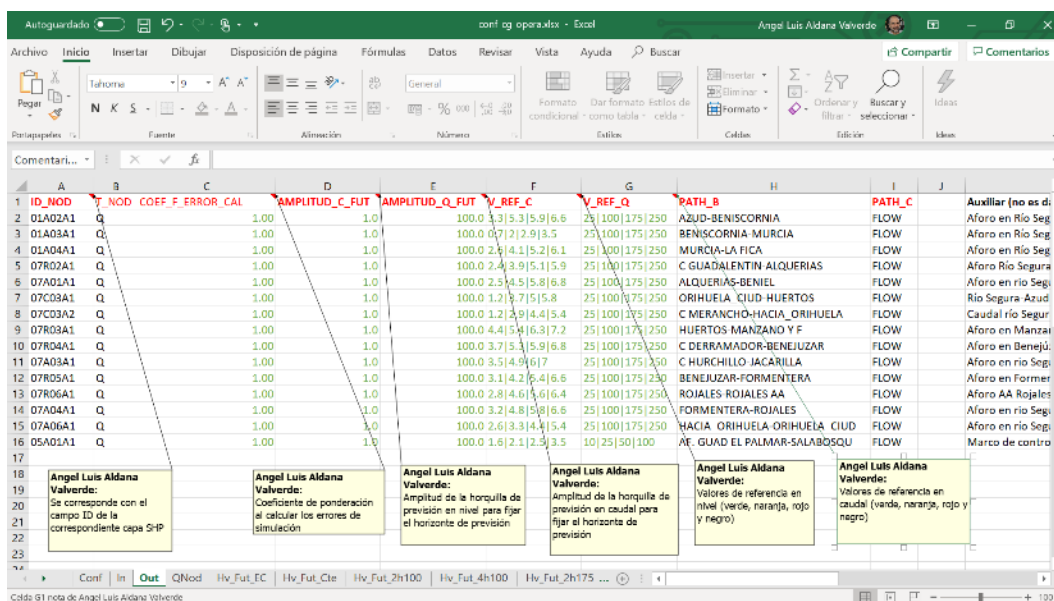 Autoguardado
conf cg opera.xlsx - Excel
Angel Luis Aldana Valverde
Archivo Inicio Insertar Dibujar Disposición de página Fórmulas Datos Revisar Vista Ayuda Buscar Compartir Comentarios
Pegar
Tahoma 9
General
N K S
% 000
Formato condicional
Dar formato como tabla
Estilos de celda
Insertar
Eliminar
Formato
Ordenar y filtrar
Buscar y seleccionar
Ideas
Portapapeles Fuente Alineación Número Estilos Celdas Edición Ideas
Comentari... fx
A B C D E F G H I J
1 ID_NOD T_NOD COEF_F_ERROR_CAL AMPLITUD_C_FUT AMPLITUD_Q_FUT V_REF_C V_REF_Q PATH_B PATH_C Auxiliar (no es da
2 01A02A1 Q 1.00 1.0 100.0 |5.3|5.9|6.6 25|100|175|250 AZUD-BENISCORNIA FLOW Aforo en Río Seg
3 01A03A1 Q 1.00 1.0 100.0 0.7|2|2.9|3.5 25|100|175|250 BENISCORNIA-MURCIA FLOW Aforo en Río Seg
4 01A04A1 Q 1.00 1.0 100.0 |4.1|5.2|6.1 25|100|175|250 MURCIA-LA FICA FLOW Aforo en Río Seg
5 07R02A1 Q 1.00 1.0 100.0 2.4|3.9|5.1|5.9 25|100|175|250 C GUADALENTIN-ALQUERIAS FLOW Aforo Río Segura
6 07A01A1 Q 1.00 1.0 100.0 2.5|4.5|5.8|6.8 25|100|175|250 ALQUERIAS-BENIEL FLOW Aforo en rio Segu
7 07C03A1 Q 1.00 1.0 100.0 1.2|3.7|5|5.8 25|100|175|250 ORIHUELA_CIUD-HUERTOS FLOW Rio Segura-Azud
8 07C03A2 Q 1.00 1.0 100.0 1.2|2.9|4.4|5.4 25|100|175|250 C MERANCHO-HACIA_ORIHUELA FLOW Caudal río Segur
9 07R03A1 Q 1.00 1.0 100.0 4.4|5.4|6.3|7.2 25|100|175|250 HUERTOS-MANZANO Y F FLOW Aforo en Manzar
10 07R04A1 Q 1.00 1.0 100.0 |5.9|6.8 25|100|175|250 C DERRAMADOR-BENEJUZAR FLOW Aforo en Benejú:
11 07A03A1 Q 1.00 1.0 100.0 3.5|4.9|6|7 25|100|175|250 C HURCHILLO-JACARILLA FLOW Aforo en rio Segu
12 07R05A1 Q 1.00 1.0 100.0 3.1|4.2|5.4|6.6 25|100|175|250 BENEJUZAR-FORMENTERA FLOW Aforo en Former
13 07R06A1 Q 1.00 1.0 100.0 2.8|4.6|5.6|6.4 25|100|175|250 ROJALES-ROJALES AA FLOW Aforo AA Rojales
14 07A04A1 Q 1.00 1.0 100.0 3.2|4.8|5.8|6.6 25|100|175|250 FORMENTERA-ROJALES FLOW Aforo en rio Segu
15 07A06A1 Q 1.00 1.0 100.0 2.6|3.3|4.4|5.4 25|100|175|250 HACIA_ORIHUELA-ORIHUELA_CIUD FLOW Aforo en rio Segu
16 05A01A1 Q 1.00 1.0 100.0 1.6|2.1|2.5|3.5 10|25|50|100 AF. GUAD EL PALMAR-SALABOSQU FLOW Marco de contro
17
18
19
20
21
22
23
Angel Luis Aldana
Valverde:
Se corresponde con el
campo ID de la
correspondiente capa SHP
Angel Luis Aldana
Valverde:
Coeficiente de ponderación
al calcular los errores de
simulación
Angel Luis Aldana
Valverde:
Amplitud de la horquilla de
previsión en nivel para fijar
el horizonte de previsión
Angel Luis Aldana
Valverde:
Amplitud de la horquilla de
previsión en caudal para
fijar el horizonte de
previsión
Angel Luis Aldana
Valverde:
Valores de referencia en
nivel (verde, naranja, rojo
y negro)
Angel Luis Aldana
Valverde:
Valores de referencia en
caudal (verde, naranja, rojo y
negro)
Conf In Out QNod Hv_Fut_EC Hv_Fut_Cte Hv_Fut_2h100 Hv_Fut_4h100 Hv_Fut_2h175 ...
Celda G1 nota de Angel Luis Aldana Valverde
100